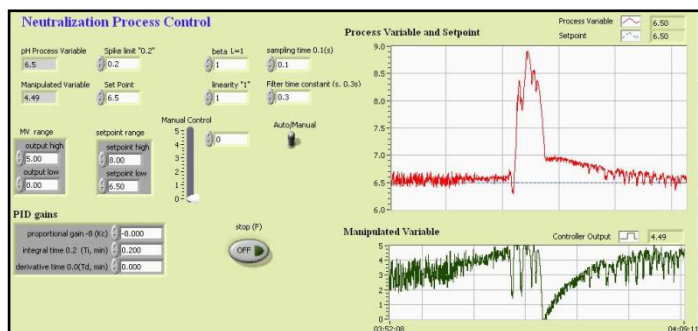 Neutralization Process Control
pH Process Variable
6.5
Spike limit "0.2"
0.2
beta L=1
1
sampling time 0.1(s)
0.1
Manipulated Variable
4.49
Set Point
6.5
linearity "1"
1
Filter time constant (s. 0.3s)
0.3
MV range
output high
5.00
output low
0.00
setpoint range
setpoint high
8.00
setpoint low
6.50
Manual Control
5
4
3
2
1
0
0
Auto/Manual
PID gains
proportional gain -8 (Kc)
-8.000
integral time 0.2 (Ti, min)
0.200
derivative time 0.0(Td, min)
0.000
stop (F)
OFF
Process Variable and Setpoint
Process Variable
6.50
Setpoint
6.50
9.0
8.5
8.0
7.5
7.0
6.5
6.0
Manipulated Variable
Controller Output
4.49
5
4
3
2
1
0
03:52:08